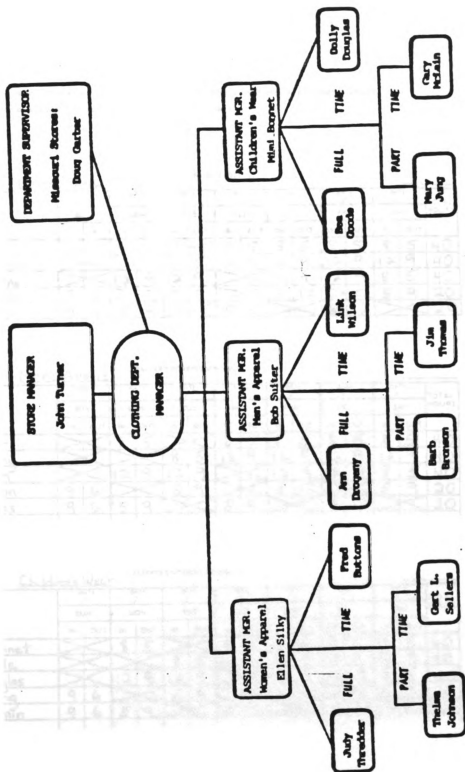 STORE MANAGER
John Turner
DEPARTMENT SUPERVISOR
Missouri Stores:
Doug Garber
CLOTHING DEPT.
MANAGER
ASSISTANT MGR.
Women's Apparel
Ellen Silky
ASSISTANT MGR.
Men's Apparel
Bob Suiter
ASSISTANT MGR.
Children's Wear
Mimi Bonnet
Judy
Thredder
FULL TIME
Fred
Buttons
Ann
Drogany
FULL TIME
Link
Wilson
Bea
Goode
FULL TIME
Dolly
Douglas
Thelma
Johnson
PART TIME
Gert L.
Sellers
Barb
Bronson
PART TIME
Jim
Thomas
Mary
Jung
PART TIME
Gary
McLain